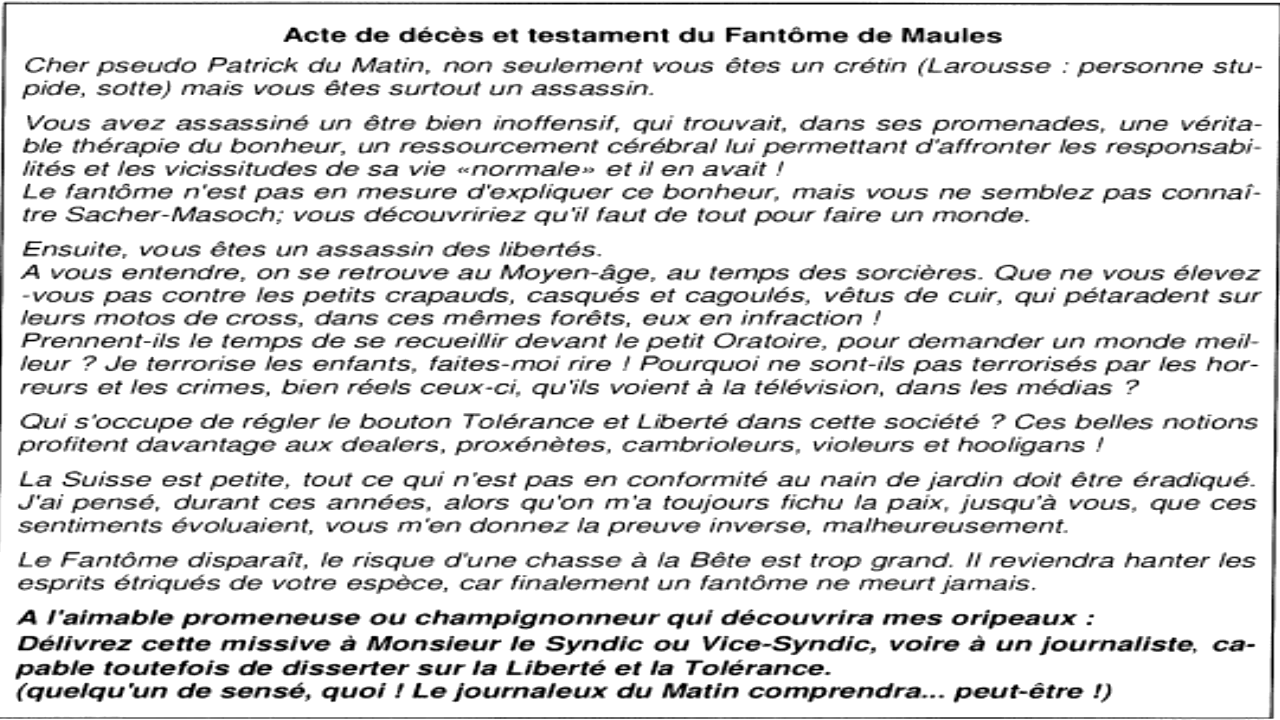 Acte de décès et testament du Fantôme de Maules
Cher pseudo Patrick du Matin, non seulement vous êtes un crétin (Larousse : personne stu-
pide, sotte) mais vous êtes surtout un assassin.
Vous avez assassiné un être bien inoffensif, qui trouvait, dans ses promenades, une vérita-
ble thérapie du bonheur, un ressourcement cérébral lui permettant d'affronter les responsabi-
lités et les vicissitudes de sa vie «normale» et il en avait !
Le fantôme n'est pas en mesure d'expliquer ce bonheur, mais vous ne semblez pas connaî-
tre Sacher-Masoch; vous découvririez qu'il faut de tout pour faire un monde.
Ensuite, vous êtes un assassin des libertés.
A vous entendre, on se retrouve au Moyen-âge, au temps des sorcières. Que ne vous élevez
-vous pas contre les petits crapauds, casqués et cagoulés, vêtus de cuir, qui pétaradent sur
leurs motos de cross, dans ces mêmes forêts, eux en infraction !
Prennent-ils le temps de se recueillir devant le petit Oratoire, pour demander un monde meil-
leur ? Je terrorise les enfants, faites-moi rire ! Pourquoi ne sont-ils pas terrorisés par les hor-
reurs et les crimes, bien réels ceux-ci, qu'ils voient à la télévision, dans les médias ?
Qui s'occupe de régler le bouton Tolérance et Liberté dans cette société ? Ces belles notions
profitent davantage aux dealers, proxénètes, cambrioleurs, violeurs et hooligans !
La Suisse est petite, tout ce qui n'est pas en conformité au nain de jardin doit être éradiqué.
J'ai pensé, durant ces années, alors qu'on m'a toujours fichu la paix, jusqu'à vous, que ces
sentiments évoluaient, vous m'en donnez la preuve inverse, malheureusement.
Le Fantôme disparaît, le risque d'une chasse à la Bête est trop grand. Il reviendra hanter les
esprits étriqués de votre espèce, car finalement un fantôme ne meurt jamais.
A l'aimable promeneuse ou champignonneur qui découvrira mes oripeaux :
Délivrez cette missive à Monsieur le Syndic ou Vice-Syndic, voire à un journaliste, ca-
pable toutefois de disserter sur la Liberté et la Tolérance.
(quelqu'un de sensé, quoi ! Le journaleux du Matin comprendra... peut-être !)